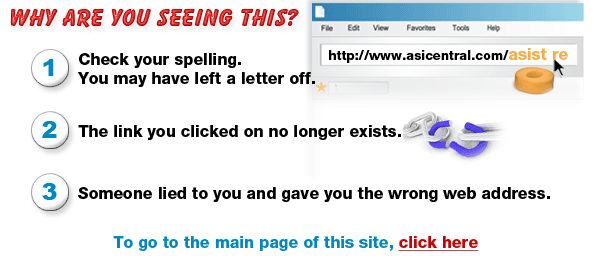 WHY ARE YOU SEEING THIS?
File Edit View Favorites Tools Help
http://www.asicentral.com/asist re
1 Check your spelling.
You may have left a letter off.
2 The link you clicked on no longer exists.
3 Someone lied to you and gave you the wrong web address.
To go to the main page of this site, click here